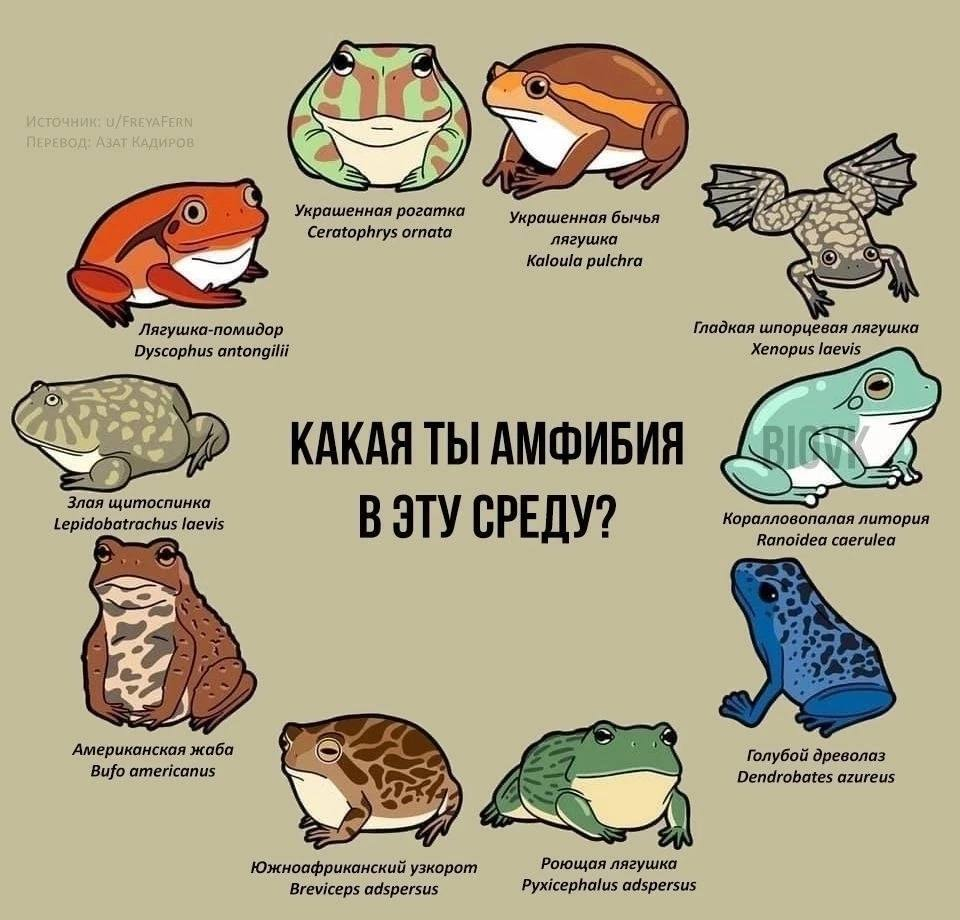 Источник: u/FreyaFern
Перевод: Азат Кадиров
Украшенная рогатка
Ceratophrys ornata
Украшенная бычья
лягушка
Kaloula pulchra
Лягушка-помидор
Dyscophus antongilii
Гладкая шпорцевая лягушка
Xenopus laevis
КАКАЯ ТЫ АМФИБИЯ
В ЭТУ СРЕДУ?
BIOVK
Злая щитоспинка
Lepidobatrachus laevis
Коралловопалая литория
Ranoidea caerulea
Американская жаба
Bufo americanus
Голубой древолаз
Dendrobates azureus
Южноафриканский узкорот
Breviceps adspersus
Роющая лягушка
Pyxicephalus adspersus